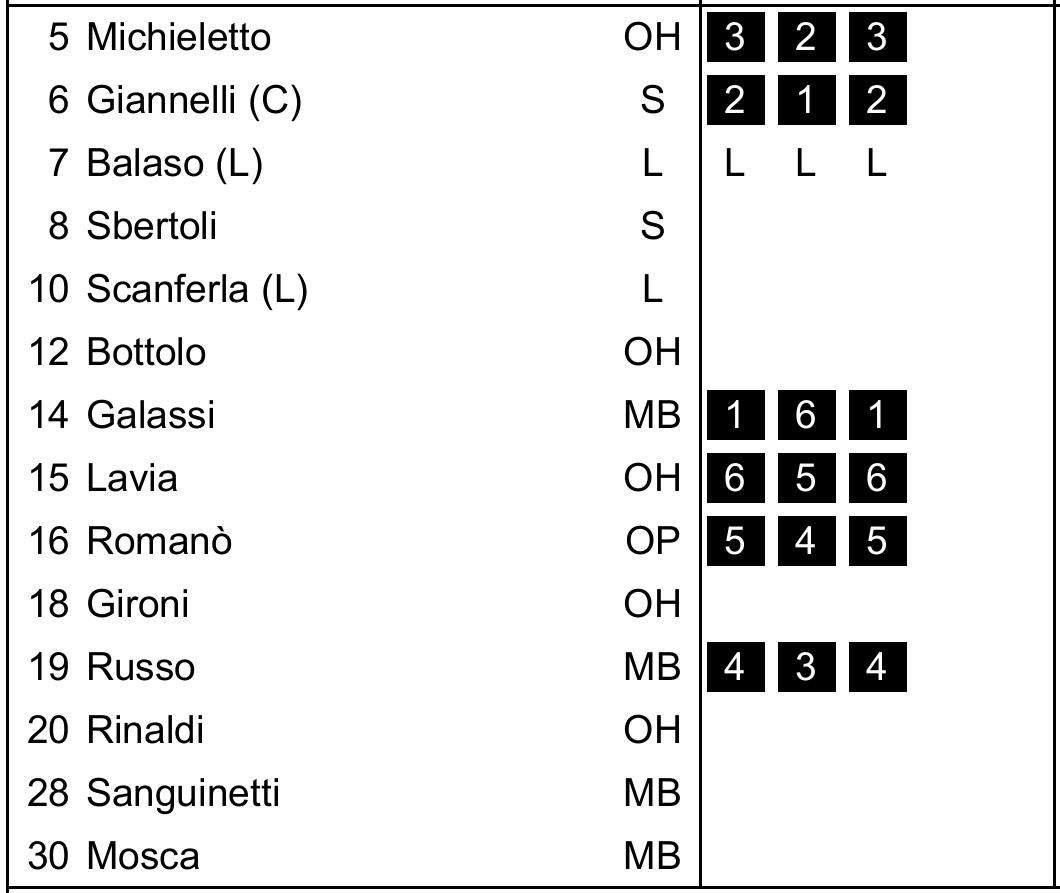 5 Michieletto OH 3 2 3
6 Giannelli (C) S 2 1 2
7 Balaso (L) L L L L
8 Sbertoli S
10 Scanferla (L) L
12 Bottolo OH
14 Galassi MB 1 6 1
15 Lavia OH 6 5 6
16 Romanò OP 5 4 5
18 Gironi OH
19 Russo MB 4 3 4
20 Rinaldi OH
28 Sanguinetti MB
30 Mosca MB